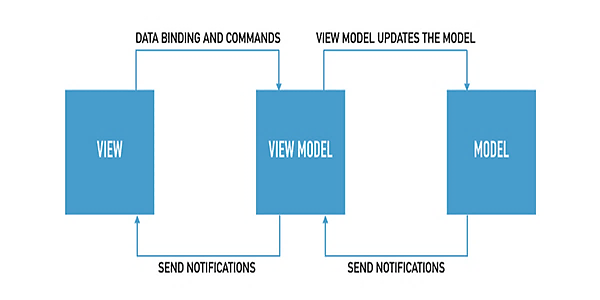 DATA BINDING AND COMMANDS
VIEW MODEL UPDATES THE MODEL
VIEW
VIEW MODEL
MODEL
SEND NOTIFICATIONS
SEND NOTIFICATIONS